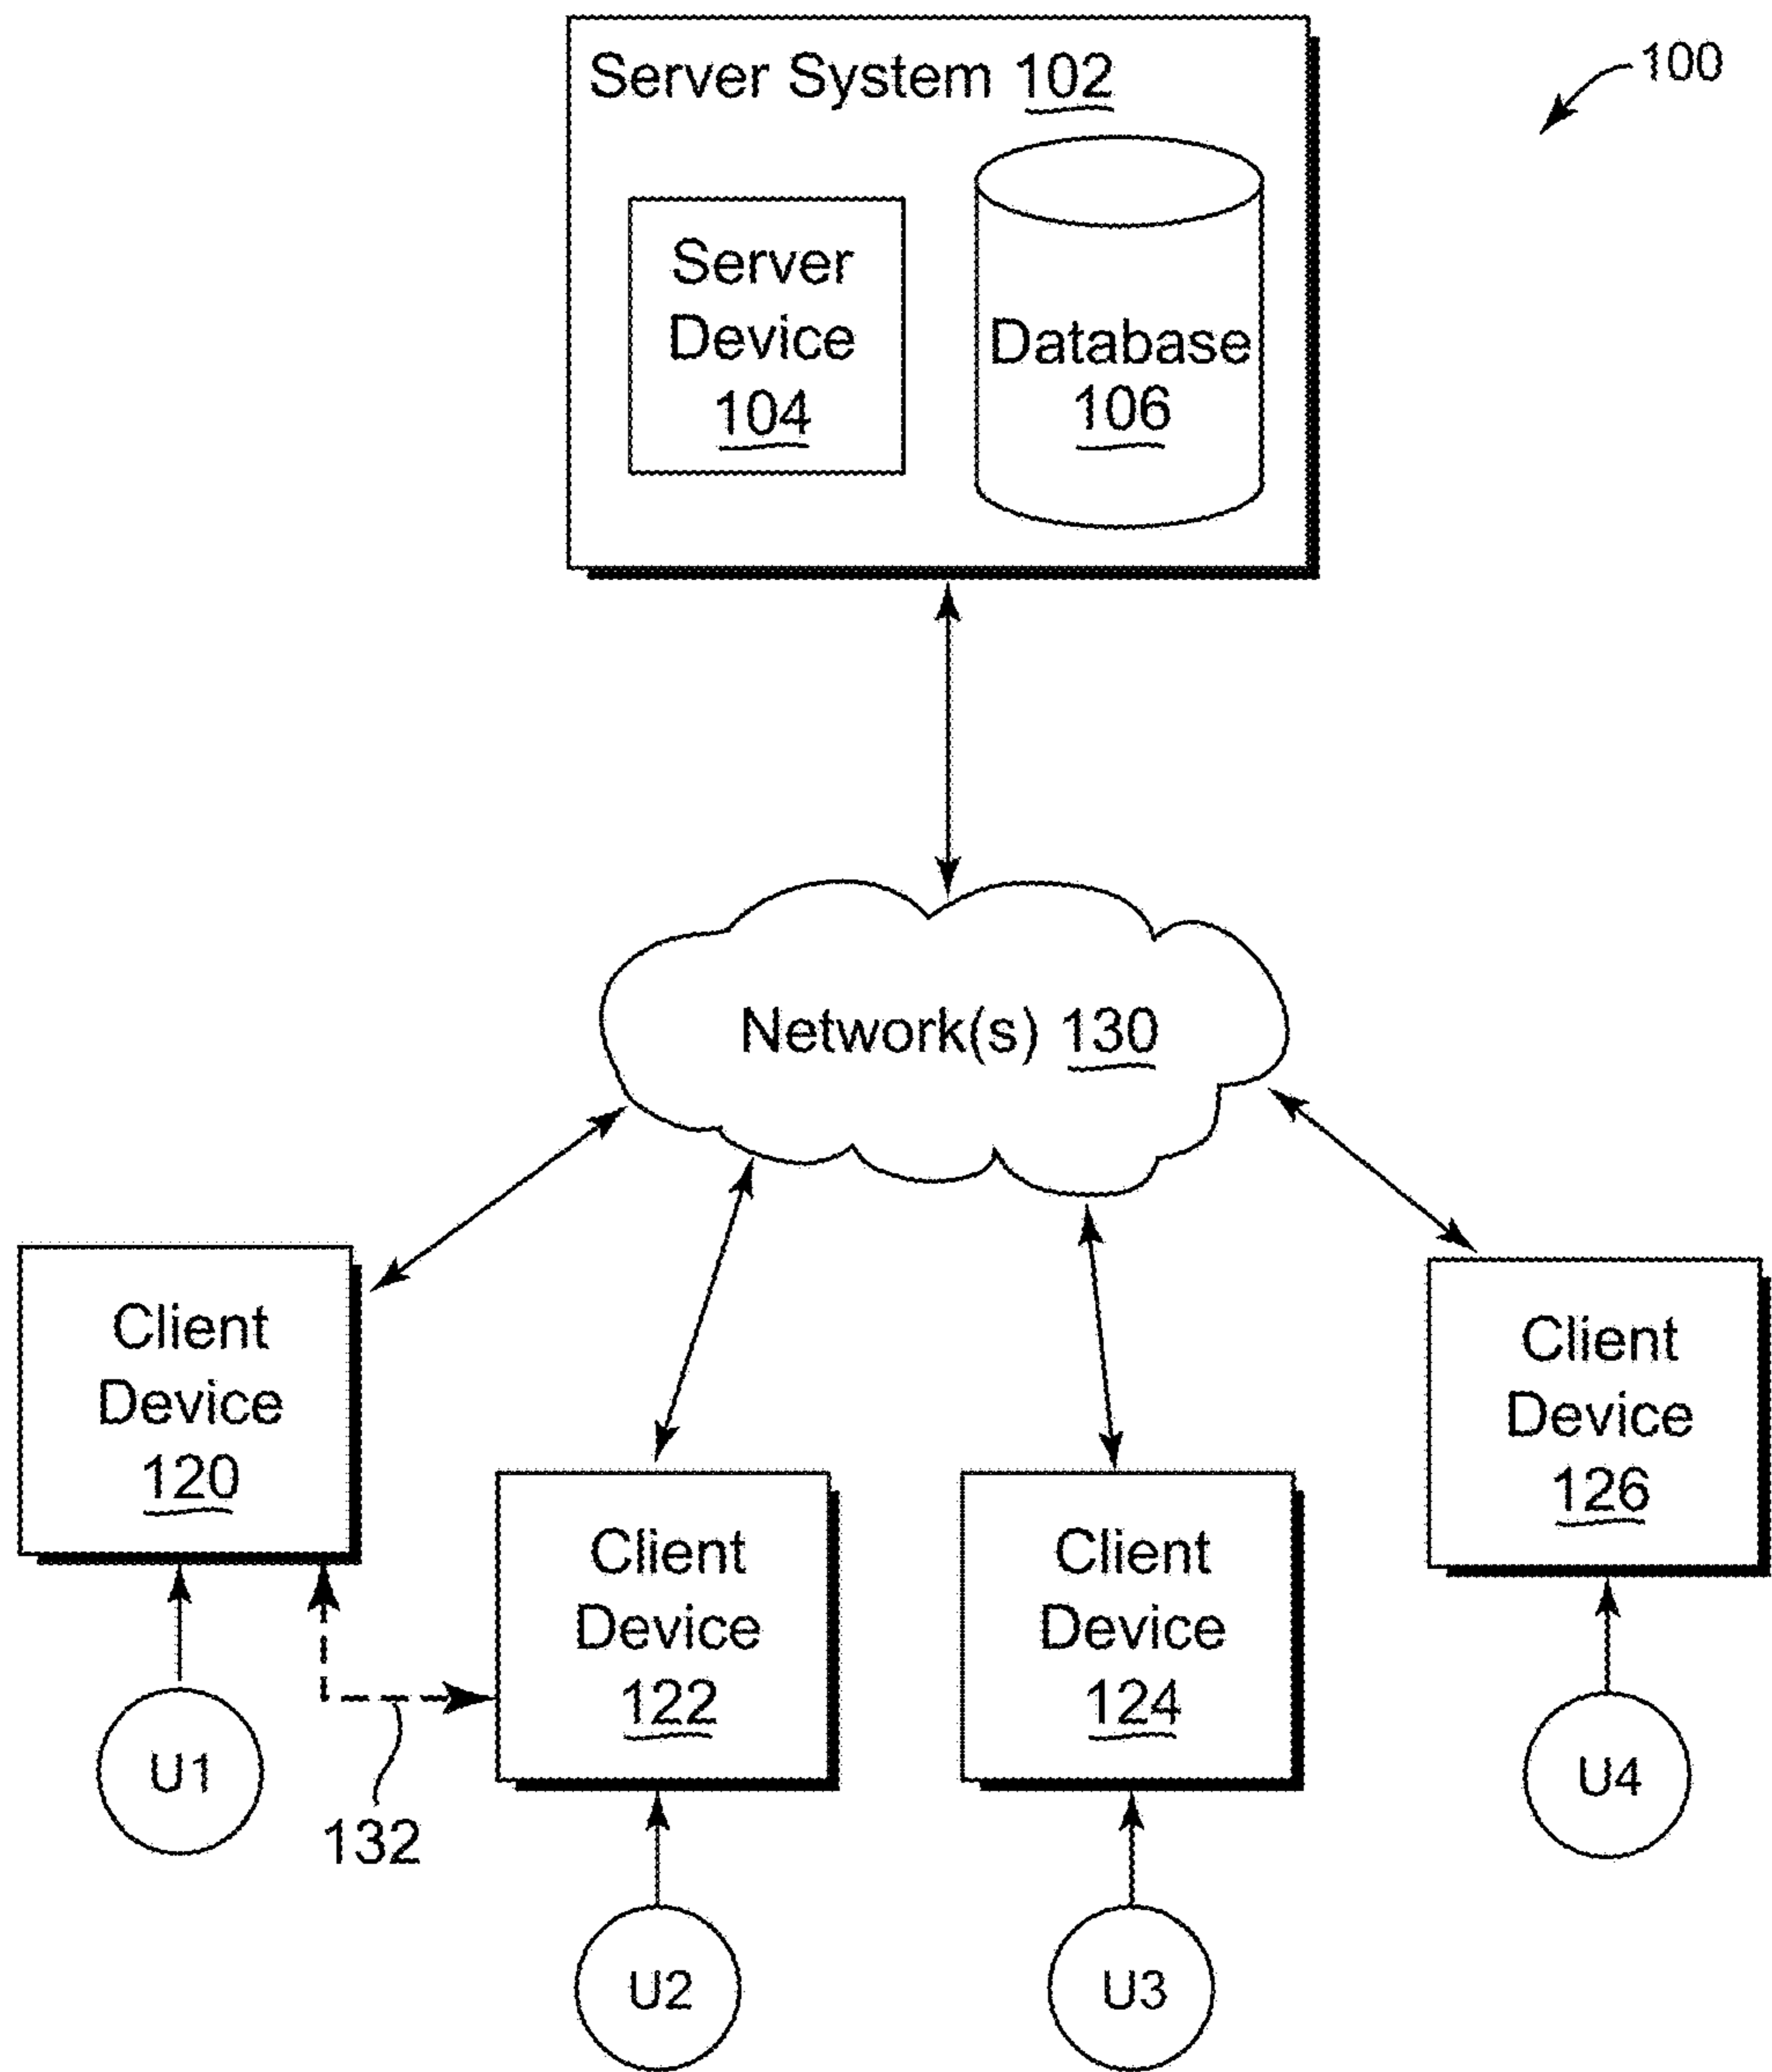 Server System 102
100
Server
Device
104
Database
106
Network(s) 130
Client
Device
120
Client
Device
122
Client
Device
124
Client
Device
126
U1
132
U2
U3
U4